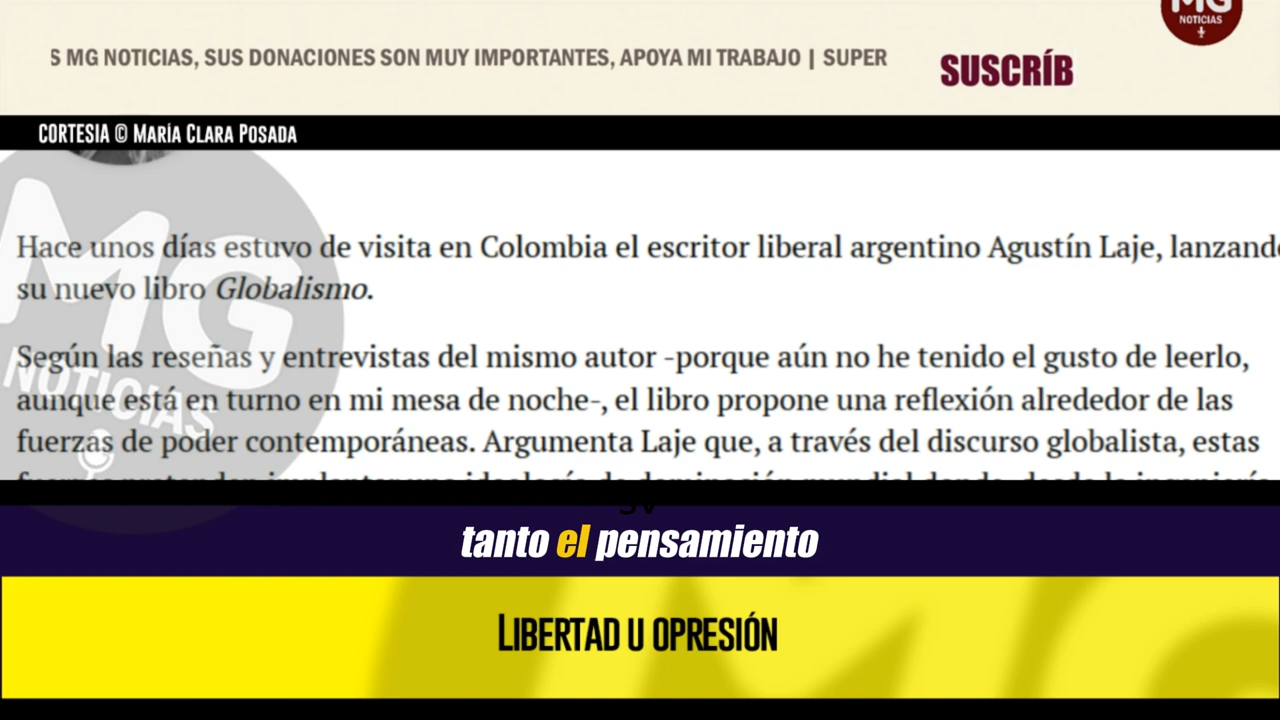 MG
NOTICIAS
S MG NOTICIAS, SUS DONACIONES SON MUY IMPORTANTES, APOYA MI TRABAJO | SUPER
SUSCRÍB
CORTESIA © MARÍA CLARA POSADA
Hace unos días estuvo de visita en Colombia el escritor liberal argentino Agustín Laje, lanzando
su nuevo libro Globalismo.
Según las reseñas y entrevistas del mismo autor -porque aún no he tenido el gusto de leerlo,
aunque está en turno en mi mesa de noche-, el libro propone una reflexión alrededor de las
fuerzas de poder contemporáneas. Argumenta Laje que, a través del discurso globalista, estas
MG
NOTICIAS
tanto el pensamiento
LIBERTAD U OPRESIÓN